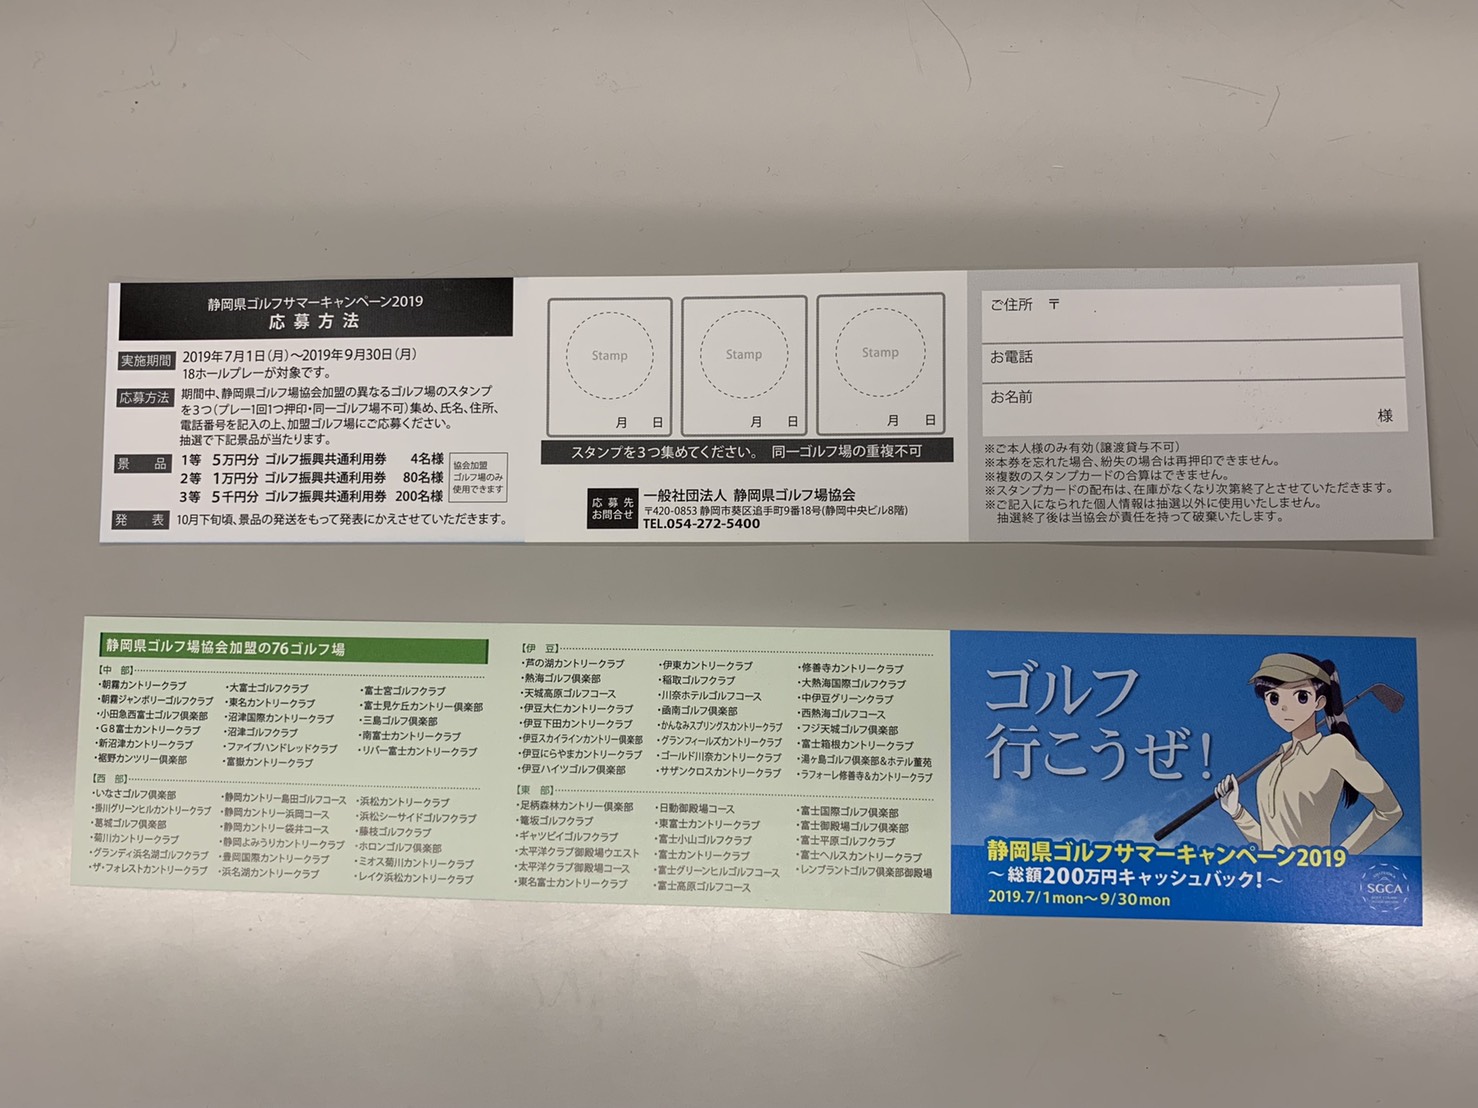 静岡県ゴルフサマーキャンペーン2019
応募方法
実施期間 2019年7月1日(月)～2019年9月30日(月)
18ホールプレーが対象です。
応募方法 期間中、静岡県ゴルフ場協会加盟の異なるゴルフ場のスタンプ
を3つ(プレー1回1つ押印・同一ゴルフ場不可)集め、氏名、住所、
電話番号を記入の上、加盟ゴルフ場にご応募ください。
抽選で下記景品が当たります。
景品 1等 5万円分 ゴルフ振興共通利用券 4名様
2等 1万円分 ゴルフ振興共通利用券 80名様
3等 5千円分 ゴルフ振興共通利用券 200名様
協会加盟
ゴルフ場のみ
使用できます
発表 10月下旬頃、景品の発送をもって発表にかえさせていただきます。
Stamp Stamp Stamp
月 日 月 日 月 日
スタンプを3つ集めてください。 同一ゴルフ場の重複不可
応募先
お問合せ
一般社団法人 静岡県ゴルフ場協会
〒420-0853 静岡市葵区追手町9番18号(静岡中央ビル8階)
TEL.054-272-5400
ご住所 〒
お電話
お名前
様
※ご本人様のみ有効(譲渡貸与不可)
※本券を忘れた場合、紛失の場合は再押印できません。
※複数のスタンプカードの合算はできません。
※スタンプカードの配布は、在庫がなくなり次第終了とさせていただきます。
※ご記入になられた個人情報は抽選以外に使用いたしません。
抽選終了後は当協会が責任を持って破棄いたします。
静岡県ゴルフ場協会加盟の76ゴルフ場
【中 部】
・朝霧カントリークラブ ・大富士ゴルフクラブ ・富士宮ゴルフクラブ
・朝霧ジャンボリーゴルフクラブ ・東名カントリークラブ ・富士見ケ丘カントリー倶楽部
・小田急西富士ゴルフ倶楽部 ・沼津国際カントリークラブ ・三島ゴルフ倶楽部
・G8富士カントリークラブ ・沼津ゴルフクラブ ・南富士カントリークラブ
・新沼津カントリークラブ ・ファイブハンドレッドクラブ ・リバー富士カントリークラブ
・裾野カンツリー倶楽部 ・富嶽カントリークラブ
【西 部】
・いなさゴルフ倶楽部 ・静岡カントリー島田ゴルフコース ・浜松カントリークラブ
・掛川グリーンヒルカントリークラブ ・静岡カントリー浜岡コース ・浜松シーサイドゴルフクラブ
・葛城ゴルフ倶楽部 ・静岡カントリー袋井コース ・藤枝ゴルフクラブ
・菊川カントリークラブ ・静岡よみうりカントリークラブ ・ホロンゴルフ倶楽部
・グランディ浜名湖ゴルフクラブ ・豊岡国際カントリークラブ ・ミオス菊川カントリークラブ
・ザ・フォレストカントリークラブ ・浜名湖カントリークラブ ・レイク浜松カントリークラブ
【伊 豆】
・芦の湖カントリークラブ ・伊東カントリークラブ ・修善寺カントリークラブ
・熱海ゴルフ倶楽部 ・稲取ゴルフクラブ ・大熱海国際ゴルフクラブ
・天城高原ゴルフコース ・川奈ホテルゴルフコース ・中伊豆グリーンクラブ
・伊豆大仁カントリークラブ ・函南ゴルフ倶楽部 ・西熱海ゴルフコース
・伊豆下田カントリークラブ ・かんなみスプリングスカントリークラブ ・フジ天城ゴルフ倶楽部
・伊豆スカイラインカントリー倶楽部 ・グランフィールズカントリークラブ ・富士箱根カントリークラブ
・伊豆にらやまカントリークラブ ・ゴールド川奈カントリークラブ ・湯ヶ島ゴルフ倶楽部&ホテル董苑
・伊豆ハイツゴルフ倶楽部 ・サザンクロスカントリークラブ ・ラフォーレ修善寺&カントリークラブ
【東 部】
・足柄森林カントリー倶楽部 ・日動御殿場コース ・富士国際ゴルフ倶楽部
・篭坂ゴルフクラブ ・東富士カントリークラブ ・富士御殿場ゴルフ倶楽部
・ギャツビイゴルフクラブ ・富士小山ゴルフクラブ ・富士平原ゴルフクラブ
・太平洋クラブ御殿場ウエスト ・富士カントリークラブ ・富士ヘルスカントリークラブ
・太平洋クラブ御殿場コース ・富士グリーンヒルゴルフコース ・レンブラントゴルフ倶楽部御殿場
・東名富士カントリークラブ ・富士高原ゴルフコース
ゴルフ
行こうぜ!
静岡県ゴルフサマーキャンペーン2019
～総額200万円キャッシュバック!～
2019.7/1mon～9/30mon
SGCA